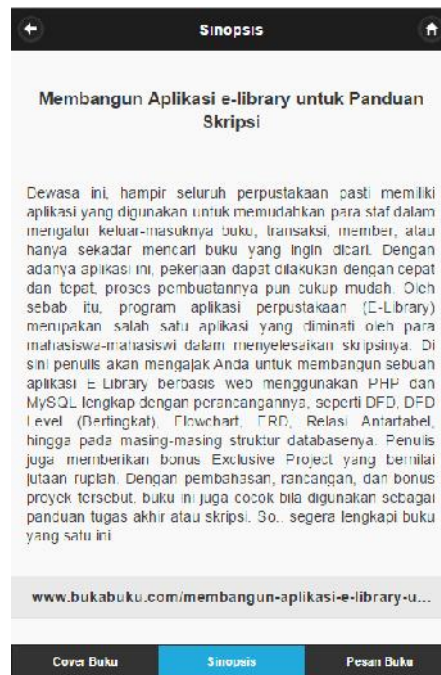 Sinopsis
Membangun Aplikasi e-library untuk Panduan
Skripsi
Dewasa ini, hampir seluruh perpustakaan pasti memiliki
aplikasi yang digunakan untuk memudahkan para staf dalam
mengatur keluar-masuknya buku, transaksi, member, atau
hanya sekadar mencari buku yang ingin dicari. Dengan
adanya aplikasi ini, pekerjaan dapat dilakukan dengan cepat
dan tepat, proses pembuatannya pun cukup mudah. Oleh
sebab itu, program aplikasi perpustakaan (E-Library)
merupakan salah satu aplikasi yang diminati oleh para
mahasiswa-mahasiswi dalam menyelesaikan skripsinya. Di
sini penulis akan mengajak Anda untuk membangun sebuah
aplikasi E-Library berbasis web menggunakan PHP dan
MySQL lengkap dengan perancangannya, seperti DFD, DFD
Level (Bertingkat), Flowchart, ERD, Relasi Antartabel,
hingga pada masing-masing struktur databasenya. Penulis
juga memberikan bonus Exclusive Project yang bernilai
jutaan rupiah. Dengan pembahasan, rancangan, dan bonus
proyek tersebut, buku ini juga cocok bila digunakan sebagai
panduan tugas akhir atau skripsi. So.. segera lengkapi buku
yang satu ini
www.bukabuku.com/membangun-aplikasi-e-library-u...
Cover Buku Sinopsis Pesan Buku